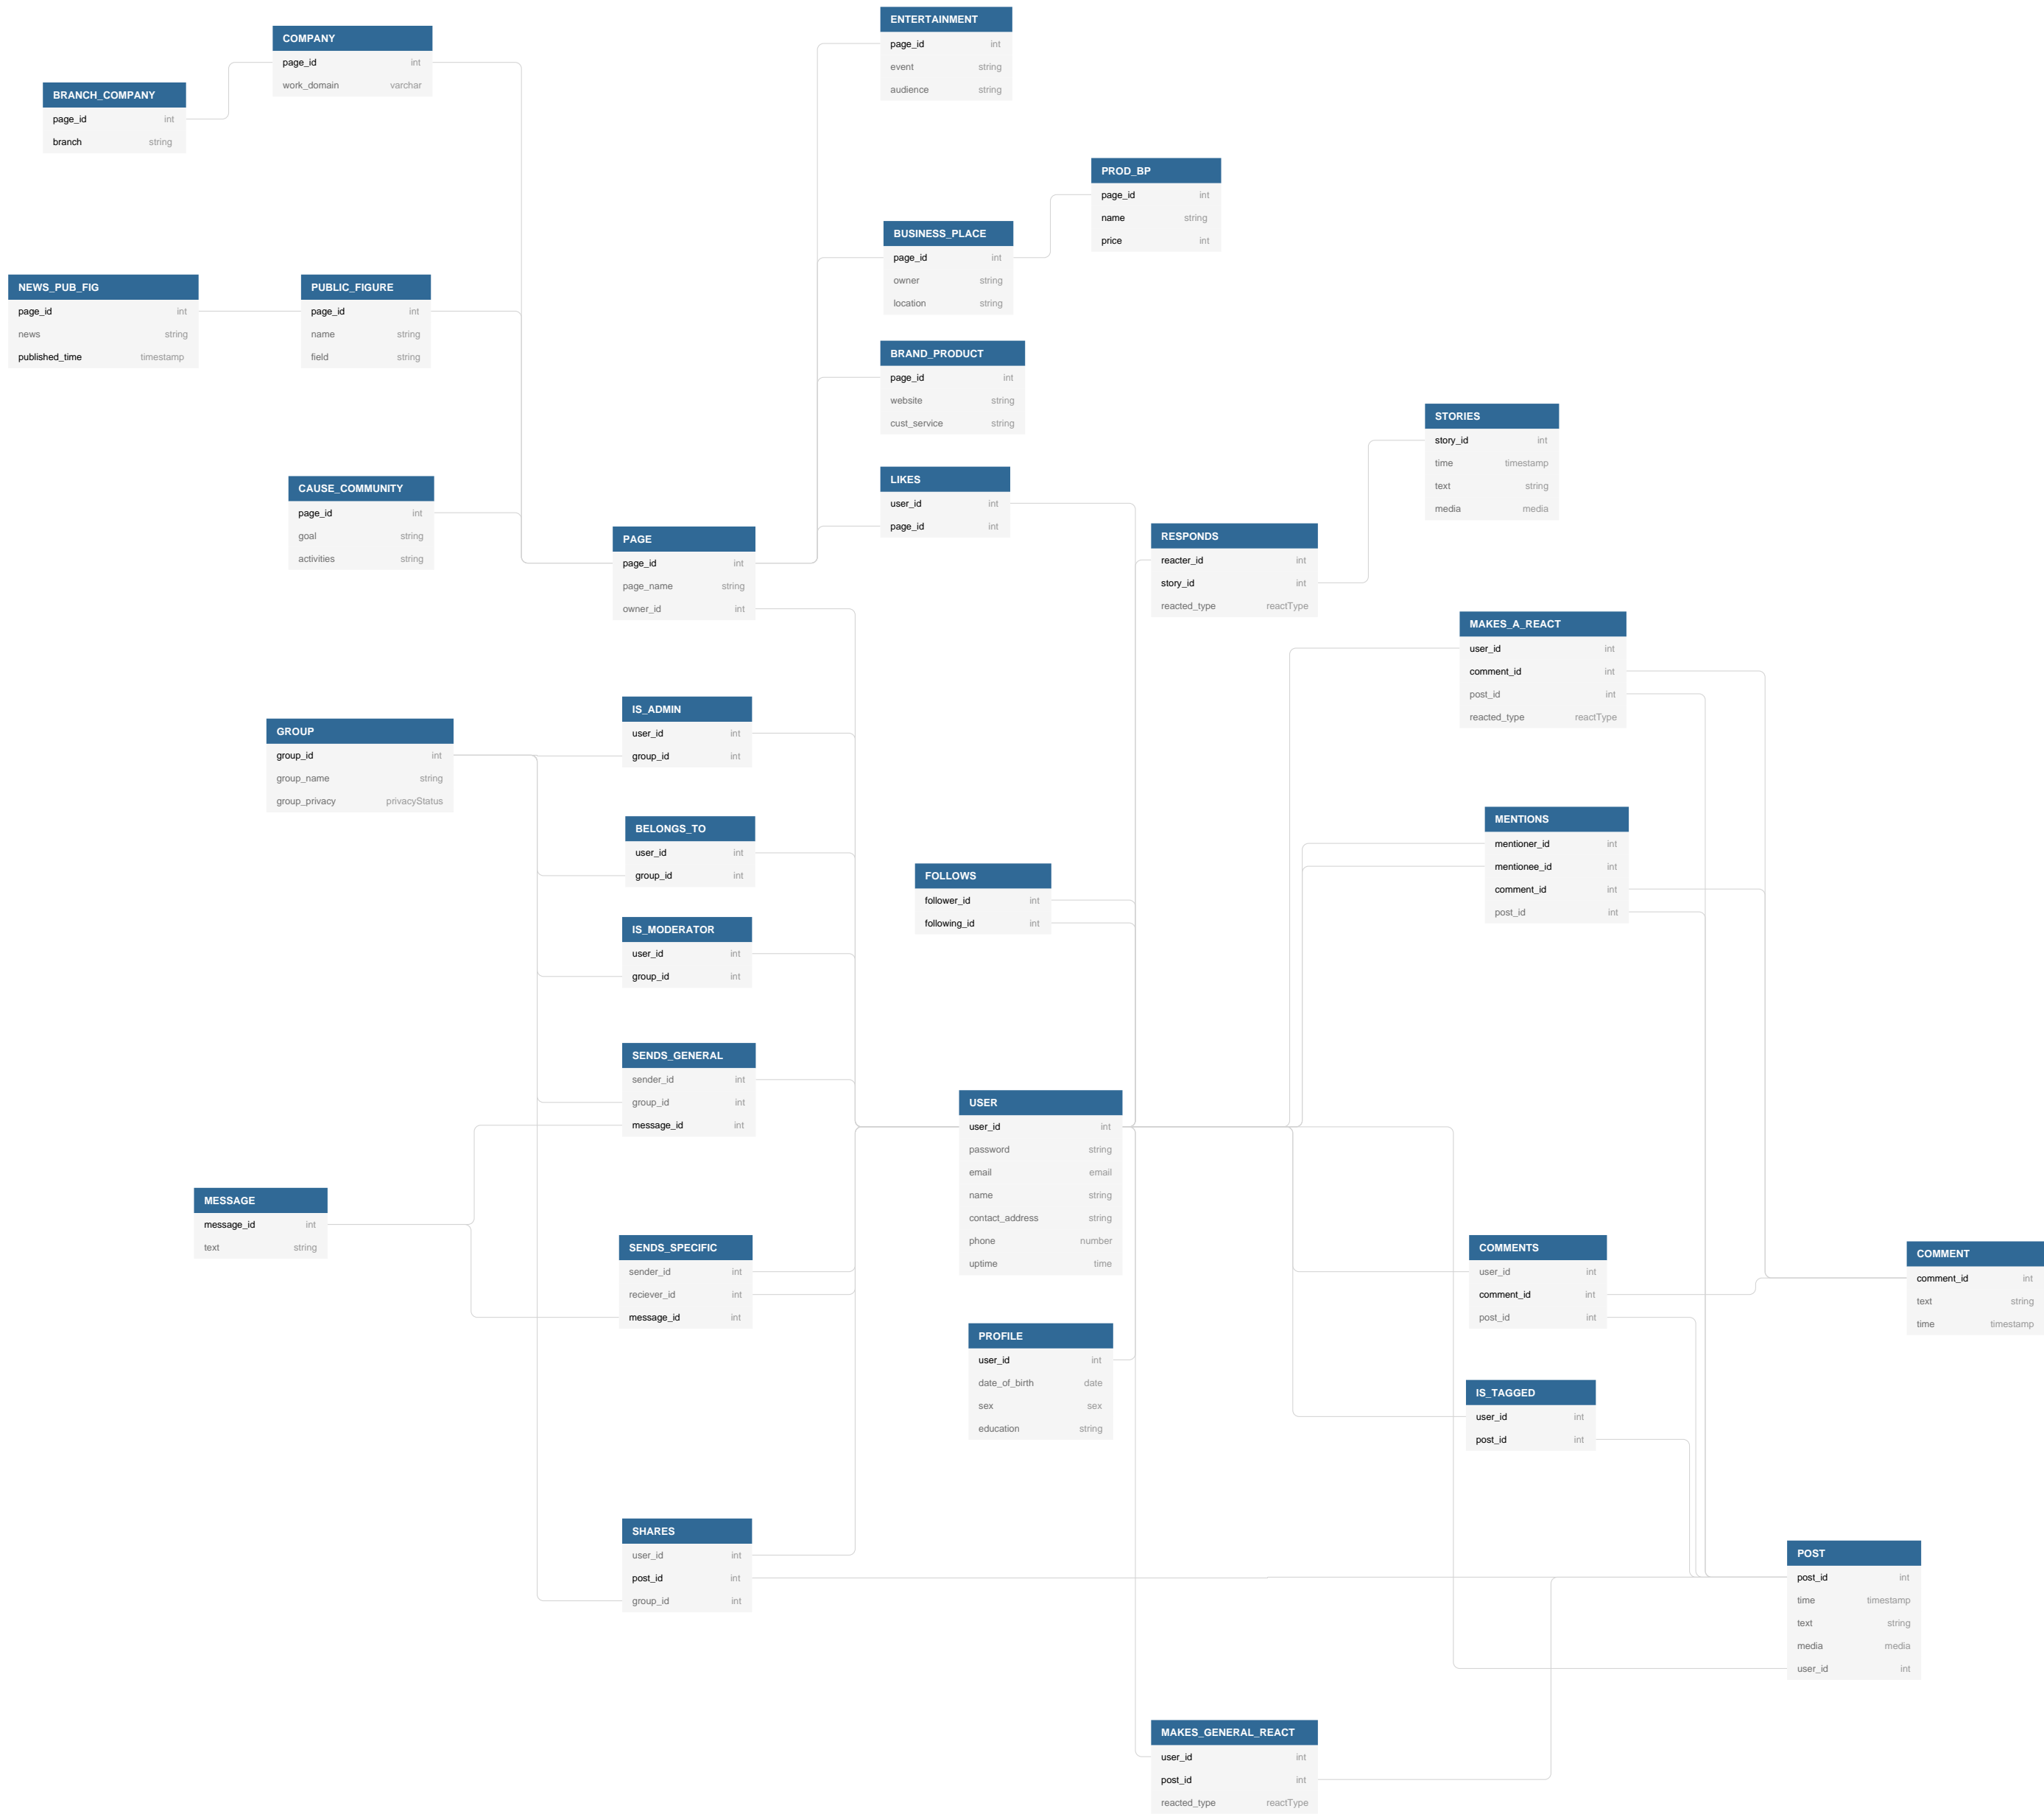 ENTERTAINMENT
page_id int
event string
audience string
COMPANY
page_id int
work_domain varchar
BRANCH_COMPANY
page_id int
branch string
PROD_BP
page_id int
name string
price int
BUSINESS_PLACE
page_id int
owner string
location string
NEWS_PUB_FIG
page_id int
news string
published_time timestamp
PUBLIC_FIGURE
page_id int
name string
field string
BRAND_PRODUCT
page_id int
website string
cust_service string
STORIES
story_id int
time timestamp
text string
media media
LIKES
user_id int
page_id int
CAUSE_COMMUNITY
page_id int
goal string
activities string
PAGE
page_id int
page_name string
owner_id int
RESPONDS
reacter_id int
story_id int
reacted_type reactType
MAKES_A_REACT
user_id int
comment_id int
post_id int
reacted_type reactType
IS_ADMIN
user_id int
group_id int
GROUP
group_id int
group_name string
group_privacy privacyStatus
MENTIONS
mentioner_id int
mentionee_id int
comment_id int
post_id int
BELONGS_TO
user_id int
group_id int
FOLLOWS
follower_id int
following_id int
IS_MODERATOR
user_id int
group_id int
SENDS_GENERAL
sender_id int
group_id int
message_id int
USER
user_id int
password string
email email
name string
contact_address string
phone number
uptime time
MESSAGE
message_id int
text string
SENDS_SPECIFIC
sender_id int
reciever_id int
message_id int
COMMENTS
user_id int
comment_id int
post_id int
COMMENT
comment_id int
text string
time timestamp
PROFILE
user_id int
date_of_birth date
sex sex
education string
IS_TAGGED
user_id int
post_id int
SHARES
user_id int
post_id int
group_id int
POST
post_id int
time timestamp
text string
media media
user_id int
MAKES_GENERAL_REACT
user_id int
post_id int
reacted_type reactType